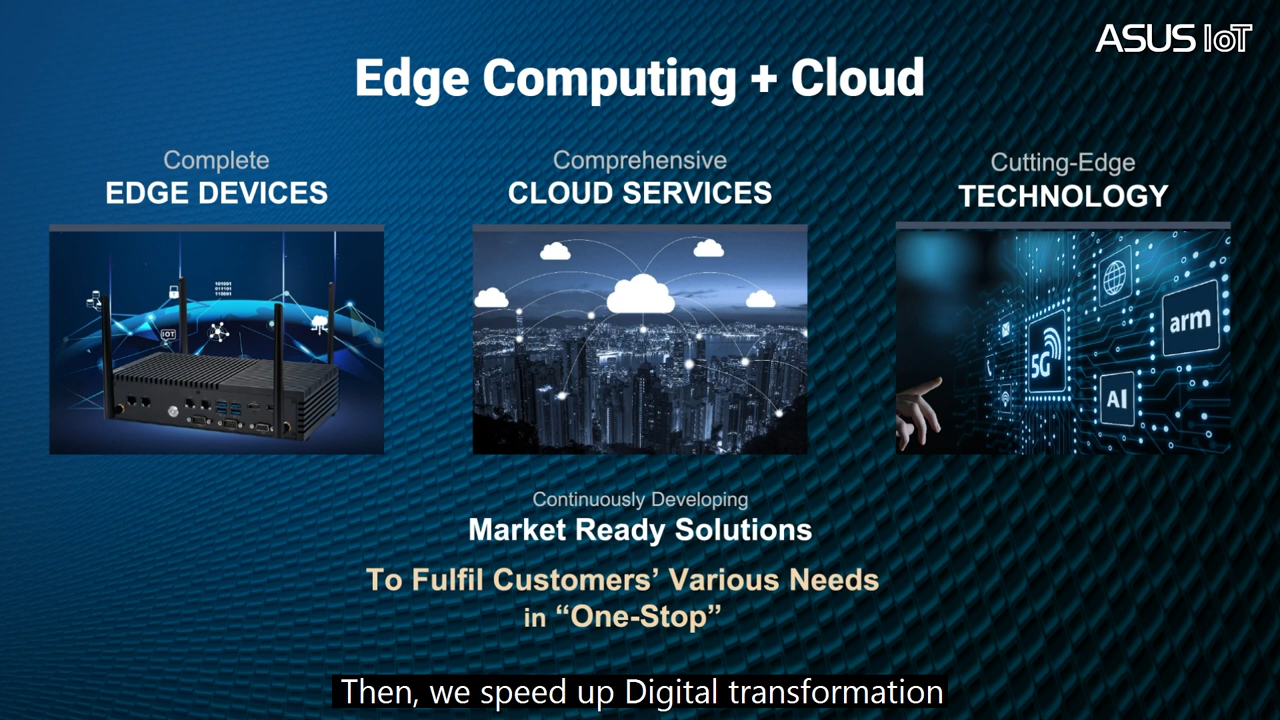 ASUS IoT
Edge Computing + Cloud
Complete
EDGE DEVICES
Comprehensive
CLOUD SERVICES
Cutting-Edge
TECHNOLOGY
101001
011101
110001
IOT
5G
arm
AI
Continuously Developing
Market Ready Solutions
To Fulfil Customers’ Various Needs
in “One-Stop”
Then, we speed up Digital transformation